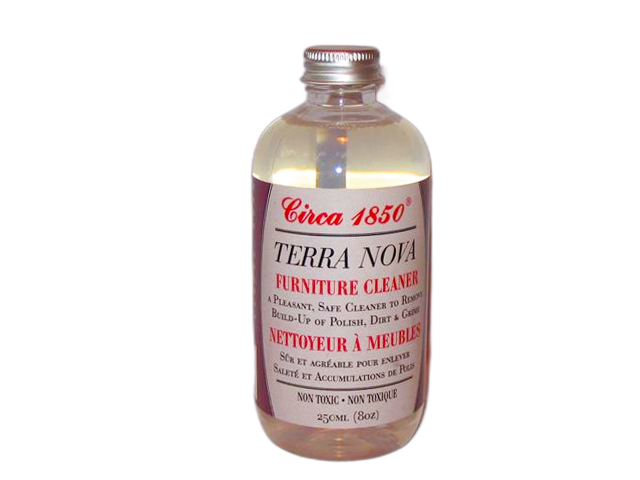 Circa 1850®
TERRA NOVA
FURNITURE CLEANER
A PLEASANT, SAFE CLEANER TO REMOVE
BUILD-UP OF POLISH, DIRT & GRIME
NETTOYEUR À MEUBLES
SÛR ET AGRÉABLE POUR ENLEVER
SALETÉ ET ACCUMULATIONS DE POLIS
NON TOXIC • NON TOXIQUE
250ML (8OZ)